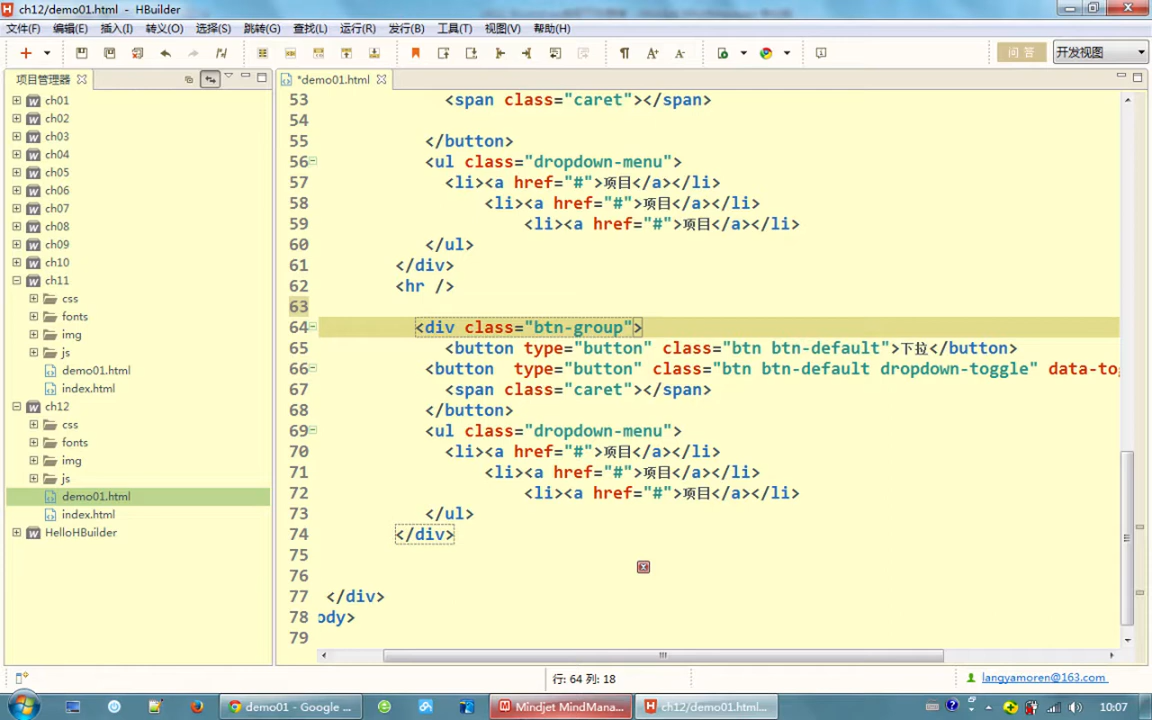 ch12/demo01.html - HBuilder
文件(F) 编辑(E) 插入(I) 转义(O) 选择(S) 跳转(G) 查找(L) 运行(R) 发行(B) 工具(T) 视图(V) 帮助(H)
问 答 开发视图
项目管理器
*demo01.html
ch01
ch02
ch03
ch04
ch05
ch06
ch07
ch08
ch09
ch10
ch11
css
fonts
img
js
demo01.html
index.html
ch12
css
fonts
img
js
demo01.html
index.html
HelloHBuilder
53 <span class="caret"></span>
54
55 </button>
56 <ul class="dropdown-menu">
57 <li><a href="#">项目</a></li>
58 <li><a href="#">项目</a></li>
59 <li><a href="#">项目</a></li>
60 </ul>
61 </div>
62 <hr />
63
64 <div class="btn-group">
65 <button type="button" class="btn btn-default">下拉</button>
66 <button  type="button" class="btn btn-default dropdown-toggle" data-tog
67 <span class="caret"></span>
68 </button>
69 <ul class="dropdown-menu">
70 <li><a href="#">项目</a></li>
71 <li><a href="#">项目</a></li>
72 <li><a href="#">项目</a></li>
73 </ul>
74 </div>
75
76
77 </div>
78 ody>
79
行: 64 列: 18
langyamoren@163.com
demo01 - Google ...
Mindjet MindMana...
ch12/demo01.html...
10:07